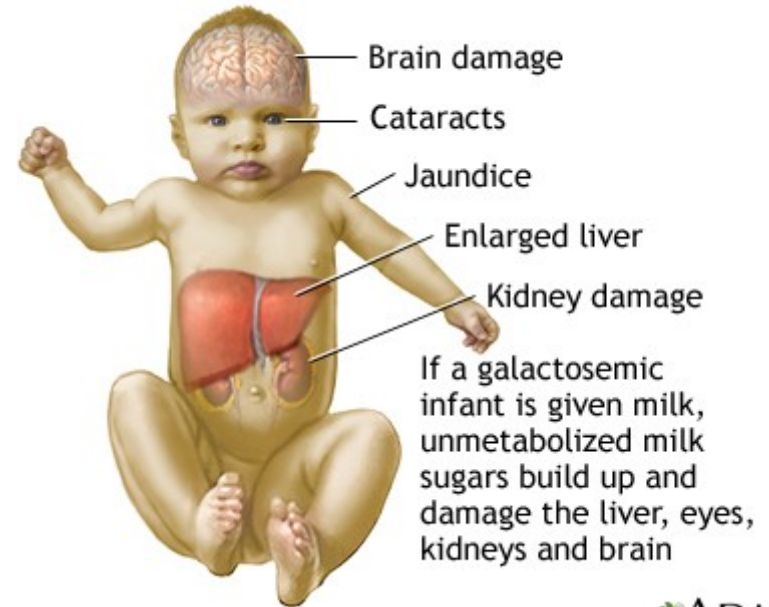 Brain damage
Cataracts
Jaundice
Enlarged liver
Kidney damage
If a galactosemic
infant is given milk,
unmetabolized milk
sugars build up and
damage the liver, eyes,
kidneys and brain